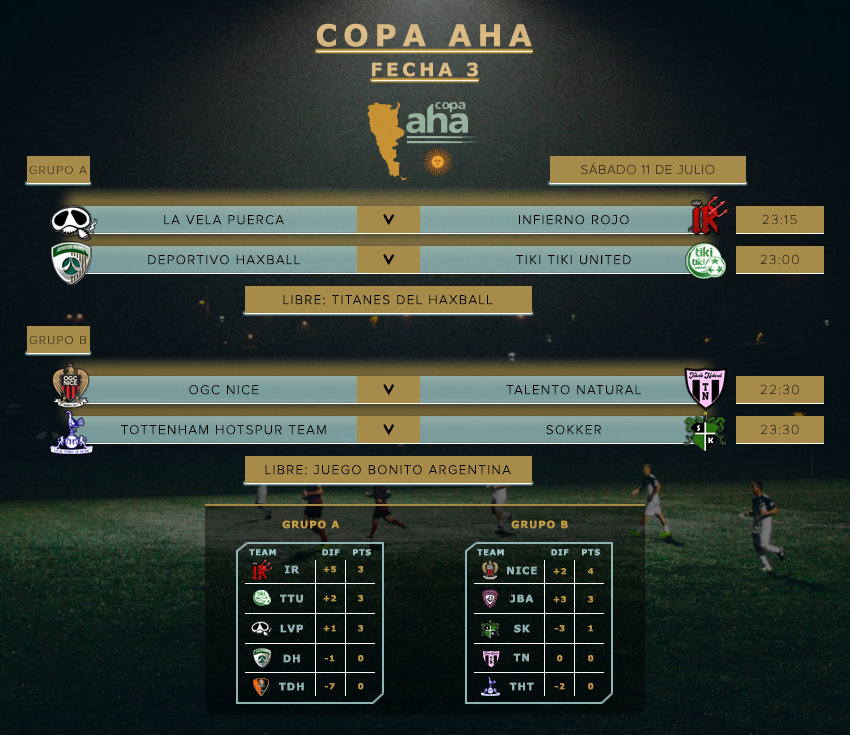 COPA AHA
FECHA 3
copa
aha
GRUPO A
SÁBADO 11 DE JULIO
LA VELA PUERCA V INFIERNO ROJO 23:15
DEPORTIVO HAXBALL V TIKI TIKI UNITED 23:00
LIBRE: TITANES DEL HAXBALL
GRUPO B
OGC NICE V TALENTO NATURAL 22:30
TOTTENHAM HOTSPUR TEAM V SOKKER 23:30
LIBRE: JUEGO BONITO ARGENTINA
GRUPO A
TEAM DIF PTS
IR +5 3
TTU +2 3
LVP +1 3
DH -1 0
TDH -7 0
GRUPO B
TEAM DIF PTS
NICE +2 4
JBA +3 3
SK -3 1
TN 0 0
THT -2 0